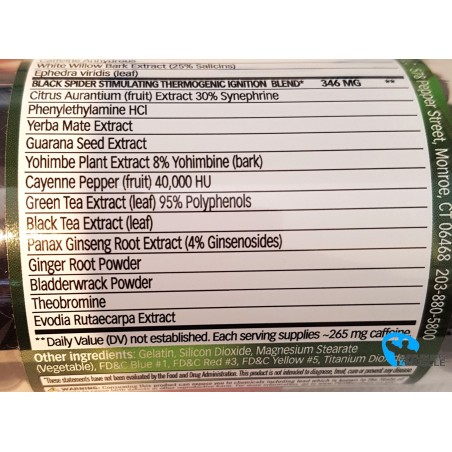 White Willow Bark Extract (25% Salicins)
Ephedra viridis (leaf)
BLACK SPIDER STIMULATING THERMOGENIC IGNITION BLEND* 346 MG **
Citrus Aurantium (fruit) Extract 30% Synephrine
Phenylethylamine HCl
Yerba Mate Extract
Guarana Seed Extract
Yohimbe Plant Extract 8% Yohimbine (bark)
Cayenne Pepper (fruit) 40,000 HU
Green Tea Extract (leaf) 95% Polyphenols
Black Tea Extract (leaf)
Panax Ginseng Root Extract (4% Ginsenosides)
Ginger Root Powder
Bladderwrack Powder
Theobromine
Evodia Rutaecarpa Extract
**Daily Value (DV) not established. Each serving supplies ~265 mg caffeine
Other ingredients: Gelatin, Silicon Dioxide, Magnesium Stearate
(Vegetable), FD&C Blue #1, FD&C Red #3, FD&C Yellow #5, Titanium
*These statements have not been evaluated by the Food and Drug Administration. This product is not intended to diagnose, treat, cure or prevent any disease
578 Pepper Street, Monroe, CT 06468 203-880-5800